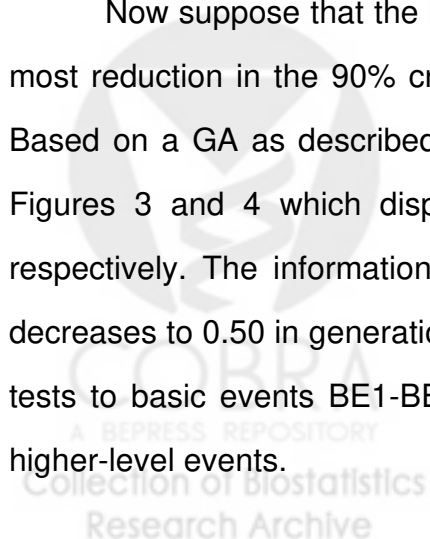 Now suppose that the
most reduction in the 90% cr
Based on a GA as described
Figures 3 and 4 which disp
respectively. The information
decreases to 0.50 in generatio
tests to basic events BE1-BE
higher-level events.
COBRA
A BEPRESS REPOSITORY
Collection of Biostatistics
Research Archive